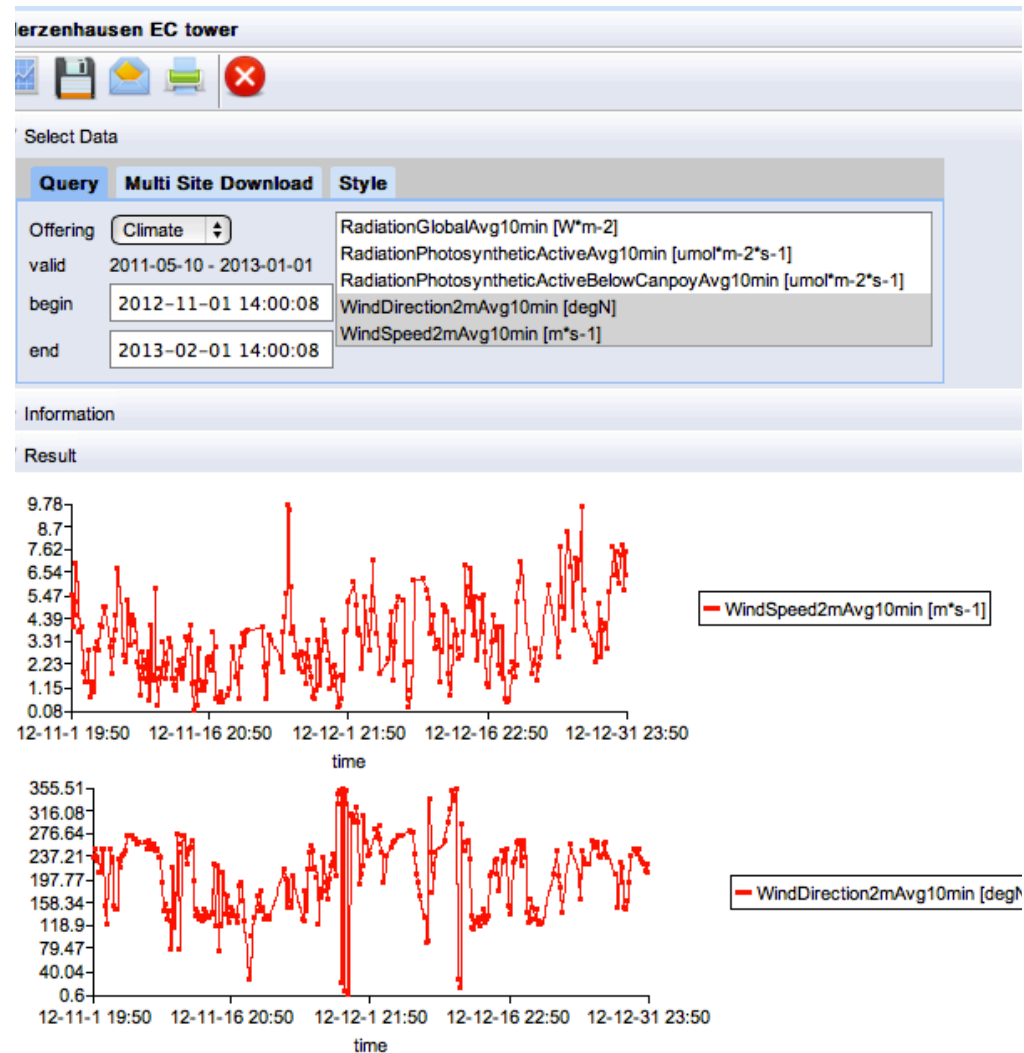 lerzenhausen EC tower
Select Data
Query Multi Site Download Style
Offering Climate
valid 2011-05-10 - 2013-01-01
begin 2012-11-01 14:00:08
end 2013-02-01 14:00:08
RadiationGlobalAvg10min [W*m-2]
RadiationPhotosyntheticActiveAvg10min [umol*m-2*s-1]
RadiationPhotosyntheticActiveBelowCanpoyAvg10min [umol*m-2*s-1]
WindDirection2mAvg10min [degN]
WindSpeed2mAvg10min [m*s-1]
Information
Result
9.78
8.7
7.62
6.54
5.47
4.39
3.31
2.23
1.15
0.08
12-11-1 19:50 12-11-16 20:50 12-12-1 21:50 12-12-16 22:50 12-12-31 23:50
time
WindSpeed2mAvg10min [m*s-1]
355.51
316.08
276.64
237.21
197.77
158.34
118.9
79.47
40.04
0.6
12-11-1 19:50 12-11-16 20:50 12-12-1 21:50 12-12-16 22:50 12-12-31 23:50
time
WindDirection2mAvg10min [degN